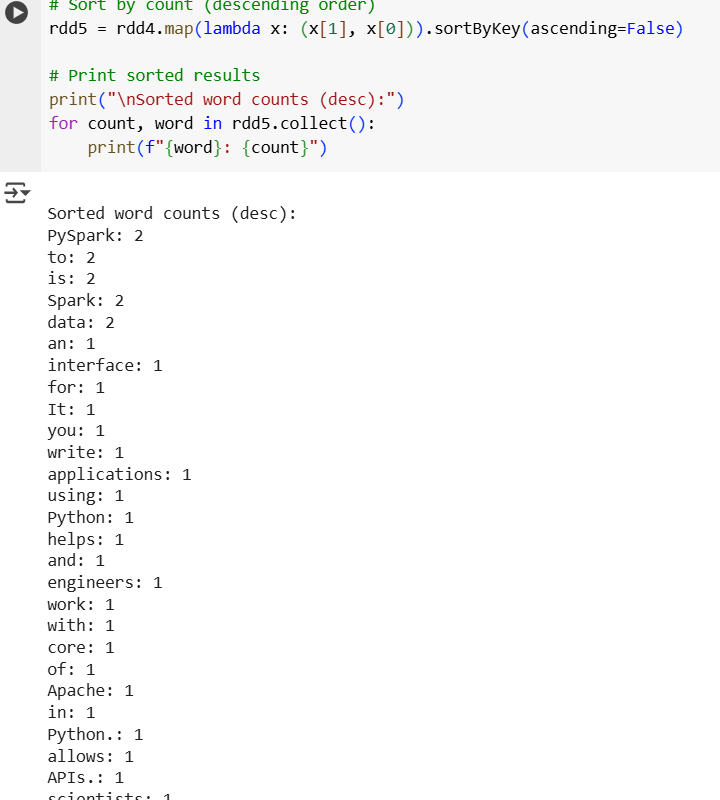 # Sort by count (descending order)
rdd5 = rdd4.map(lambda x: (x[1], x[0])).sortByKey(ascending=False)
# Print sorted results
print("\nSorted word counts (desc):")
for count, word in rdd5.collect():
    print(f"{word}: {count}")
Sorted word counts (desc):
PySpark: 2
to: 2
is: 2
Spark: 2
data: 2
an: 1
interface: 1
for: 1
It: 1
you: 1
write: 1
applications: 1
using: 1
Python: 1
helps: 1
and: 1
engineers: 1
work: 1
with: 1
core: 1
of: 1
Apache: 1
in: 1
Python.: 1
allows: 1
APIs.: 1
scientists: 1